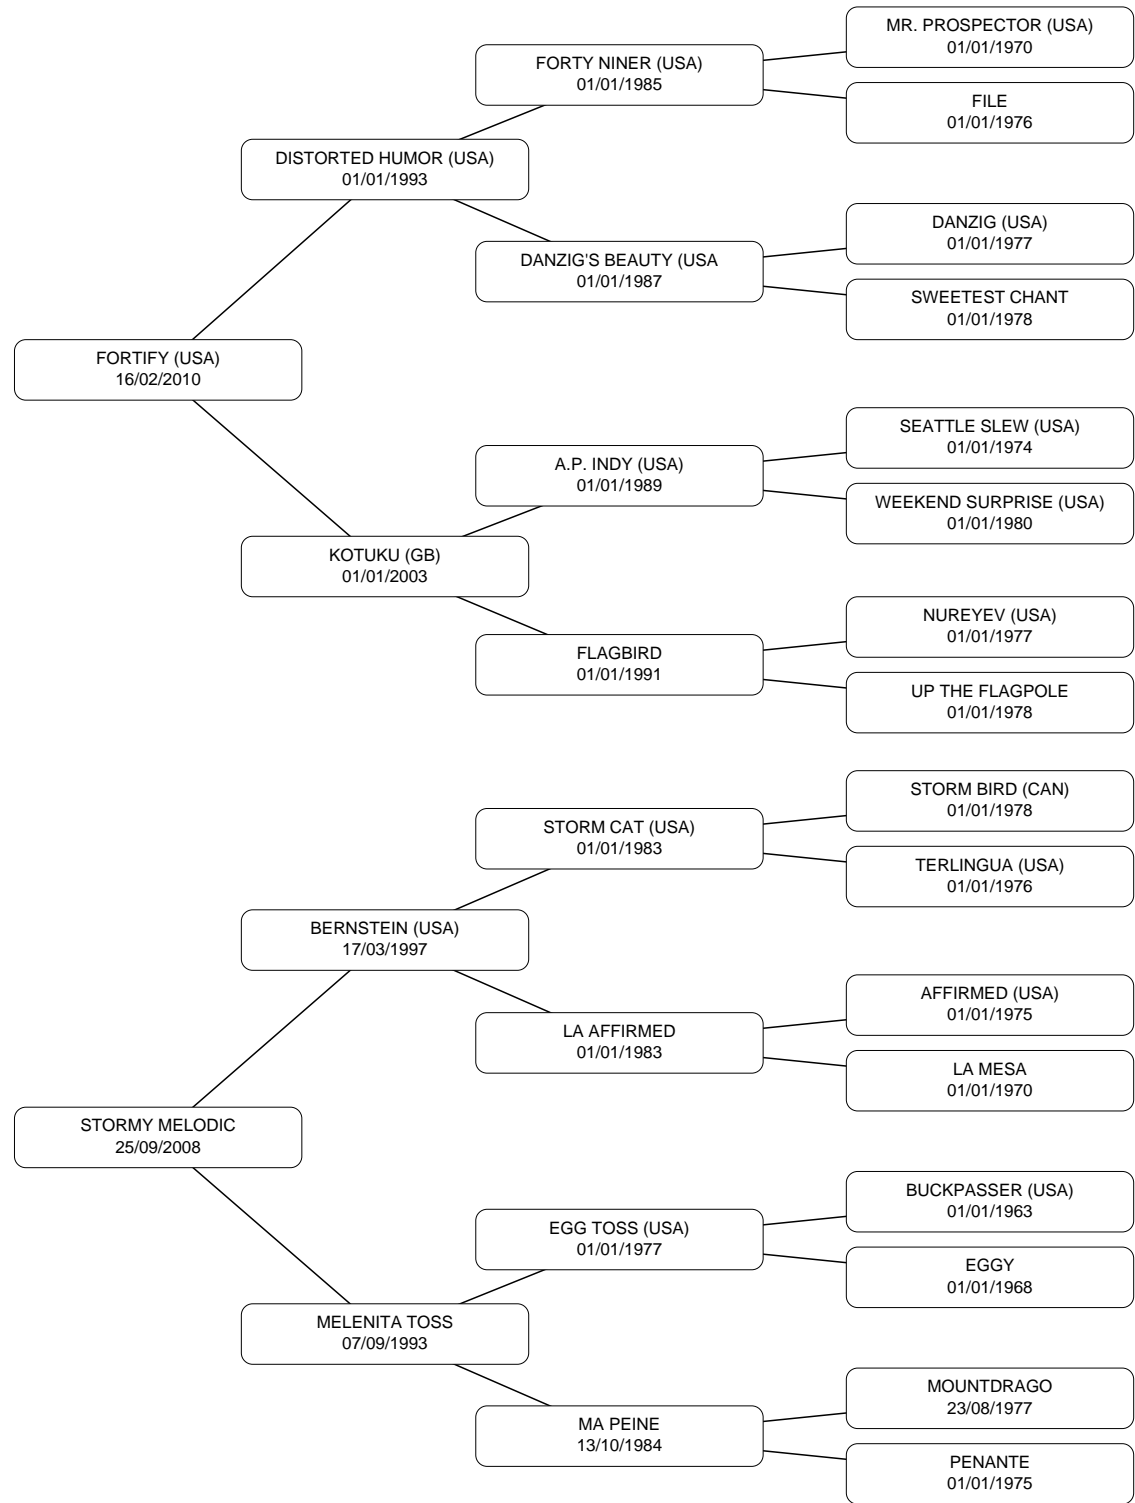 MR. PROSPECTOR (USA)
01/01/1970
FORTY NINER (USA)
01/01/1985
FILE
01/01/1976
DISTORTED HUMOR (USA)
01/01/1993
DANZIG (USA)
01/01/1977
DANZIG'S BEAUTY (USA
01/01/1987
SWEETEST CHANT
01/01/1978
FORTIFY (USA)
16/02/2010
SEATTLE SLEW (USA)
01/01/1974
A.P. INDY (USA)
01/01/1989
WEEKEND SURPRISE (USA)
01/01/1980
KOTUKU (GB)
01/01/2003
NUREYEV (USA)
01/01/1977
FLAGBIRD
01/01/1991
UP THE FLAGPOLE
01/01/1978
STORM BIRD (CAN)
01/01/1978
STORM CAT (USA)
01/01/1983
TERLINGUA (USA)
01/01/1976
BERNSTEIN (USA)
17/03/1997
AFFIRMED (USA)
01/01/1975
LA AFFIRMED
01/01/1983
LA MESA
01/01/1970
STORMY MELODIC
25/09/2008
BUCKPASSER (USA)
01/01/1963
EGG TOSS (USA)
01/01/1977
EGGY
01/01/1968
MELENITA TOSS
07/09/1993
MOUNTDRAGO
23/08/1977
MA PEINE
13/10/1984
PENANTE
01/01/1975